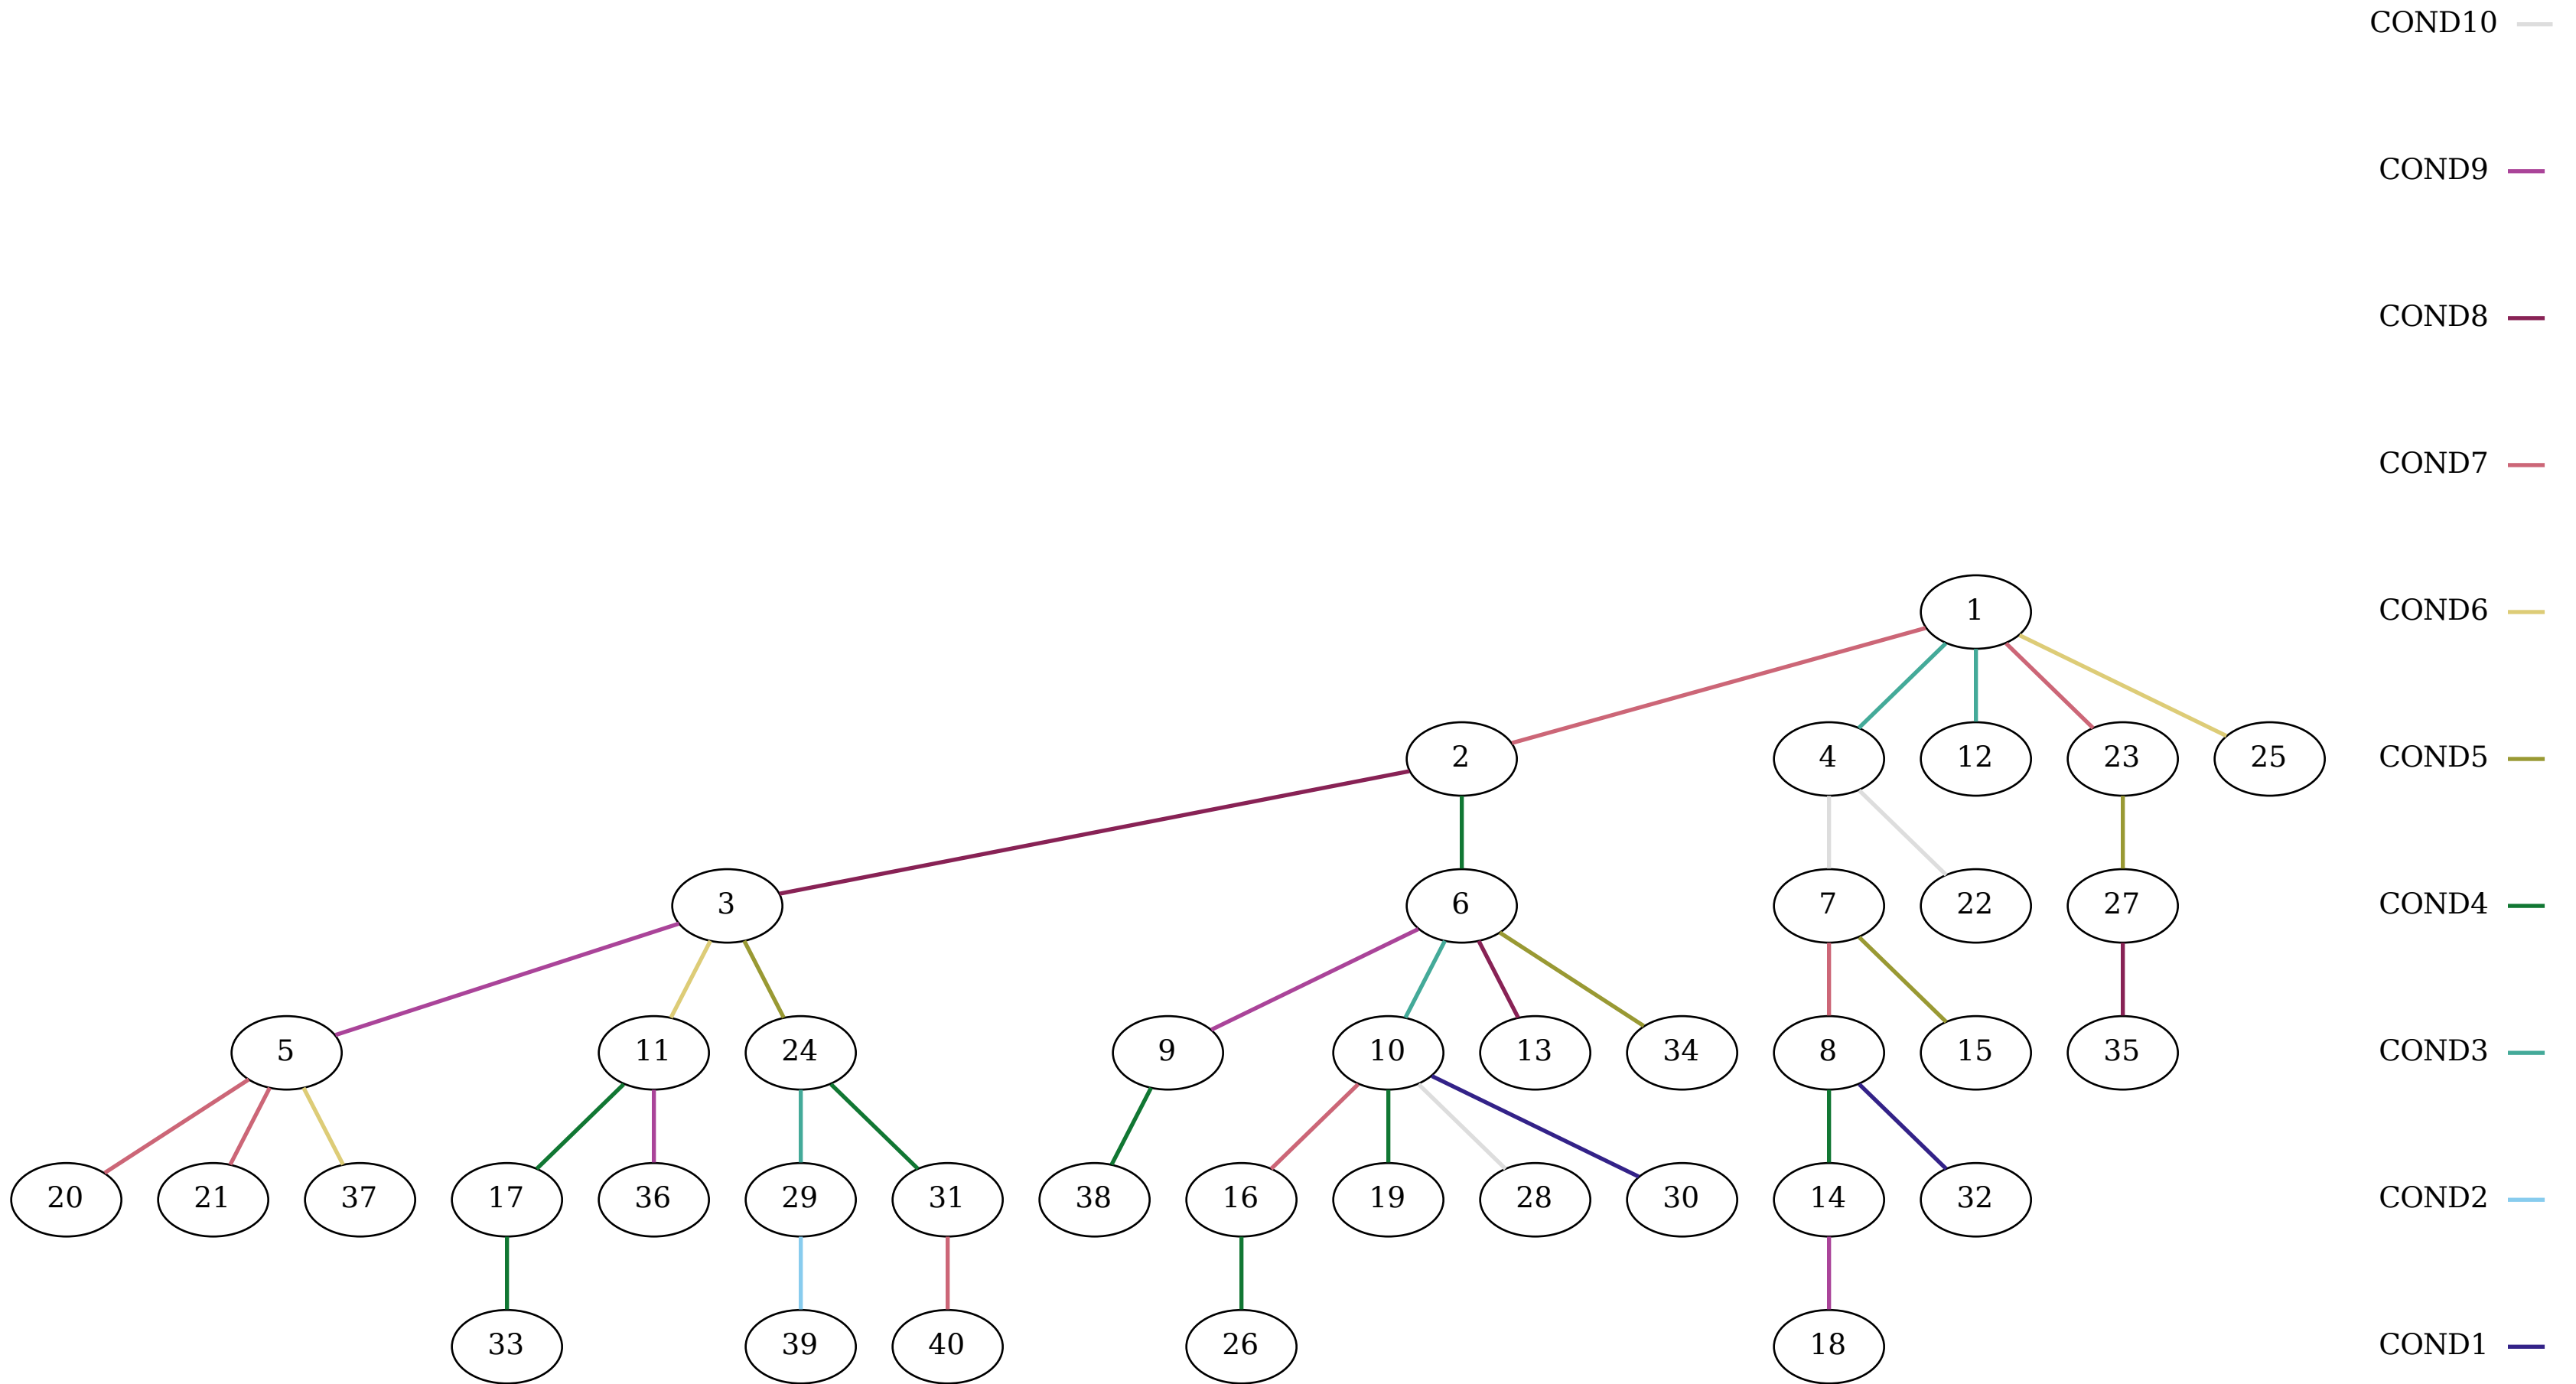 COND10
COND9
COND8
COND7
1 COND6
2 4 12 23 25 COND5
3 6 7 22 27 COND4
5 11 24 9 10 13 34 8 15 35 COND3
20 21 37 17 36 29 31 38 16 19 28 30 14 32 COND2
33 39 40 26 18 COND1